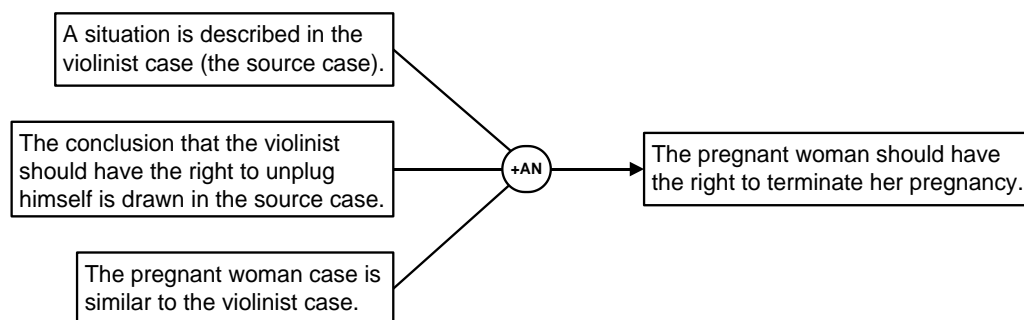 A situation is described in the
violinist case (the source case).
The conclusion that the violinist
should have the right to unplug
himself is drawn in the source case.
The pregnant woman case is
similar to the violinist case.
+AN
The pregnant woman should have
the right to terminate her pregnancy.